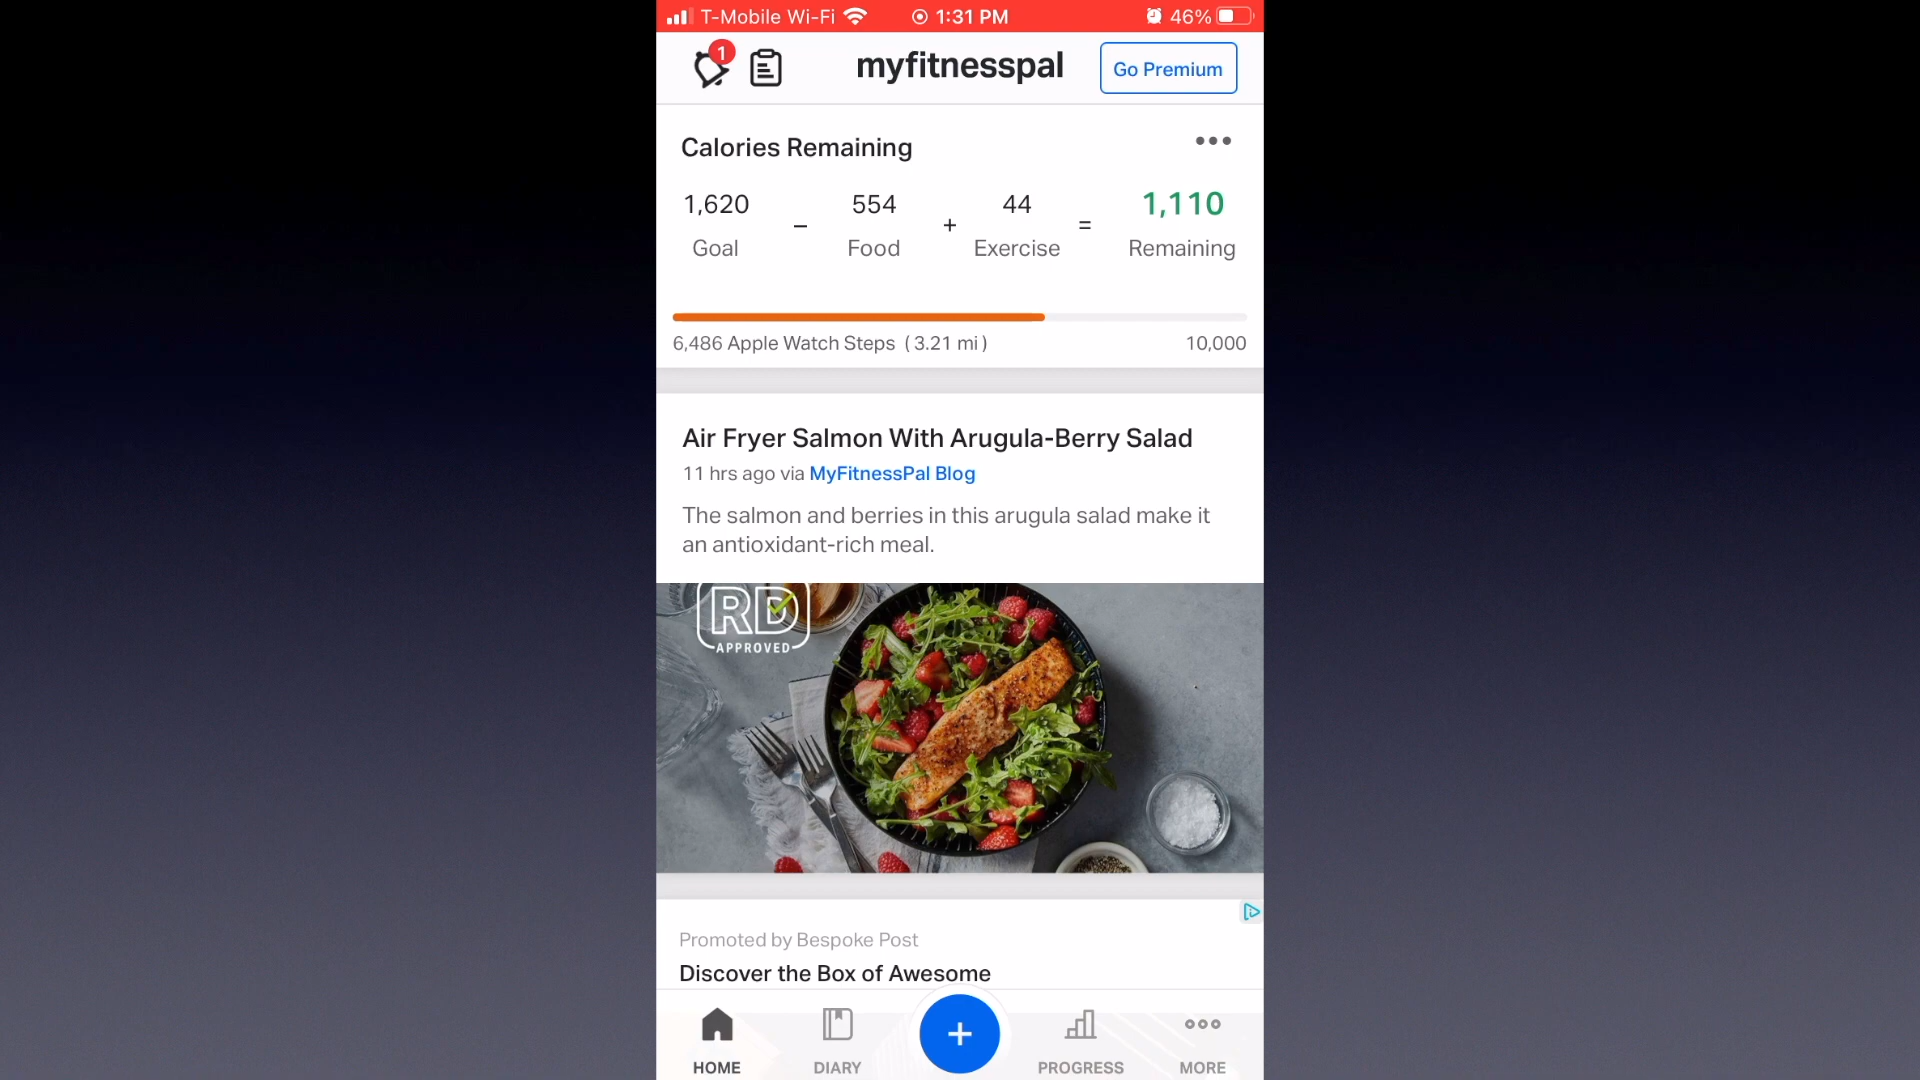 T-Mobile Wi-Fi 1:31 PM 46%
1
myfitnesspal Go Premium
Calories Remaining
1,620 554 44 1,110
– + =
Goal Food Exercise Remaining
6,486 Apple Watch Steps (3.21 mi) 10,000
Air Fryer Salmon With Arugula-Berry Salad
11 hrs ago via MyFitnessPal Blog
The salmon and berries in this arugula salad make it
an antioxidant-rich meal.
RD
APPROVED
Promoted by Bespoke Post
Discover the Box of Awesome
+
HOME DIARY PROGRESS MORE